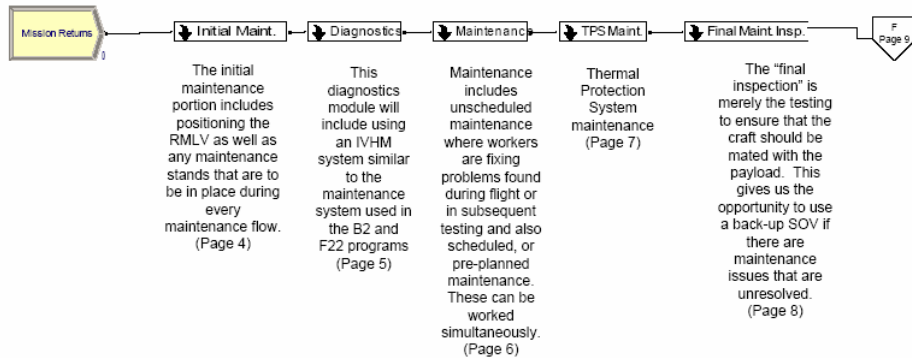 Mission Returns
0
Initial Maint.
Diagnostics
Maintenance
TPS Maint.
Final Maint. Insp.
F
Page 9
The initial
maintenance
portion includes
positioning the
RMLV as well as
any maintenance
stands that are to
be in place during
every
maintenance flow.
(Page 4)
This
diagnostics
module will
include using
an IVHM
system similar
to the
maintenance
system used in
the B2 and
F22 programs
(Page 5)
Maintenance
includes
unscheduled
maintenance
where workers
are fixing
problems found
during flight or
in subsequent
testing and also
scheduled, or
pre-planned
maintenance.
These can be
worked
simultaneously.
(Page 6)
Thermal
Protection
System
maintenance
(Page 7)
The “final
inspection” is
merely the testing
to ensure that the
craft should be
mated with the
payload.  This
gives us the
opportunity to use
a back-up SOV if
there are
maintenance
issues that are
unresolved.
(Page 8)